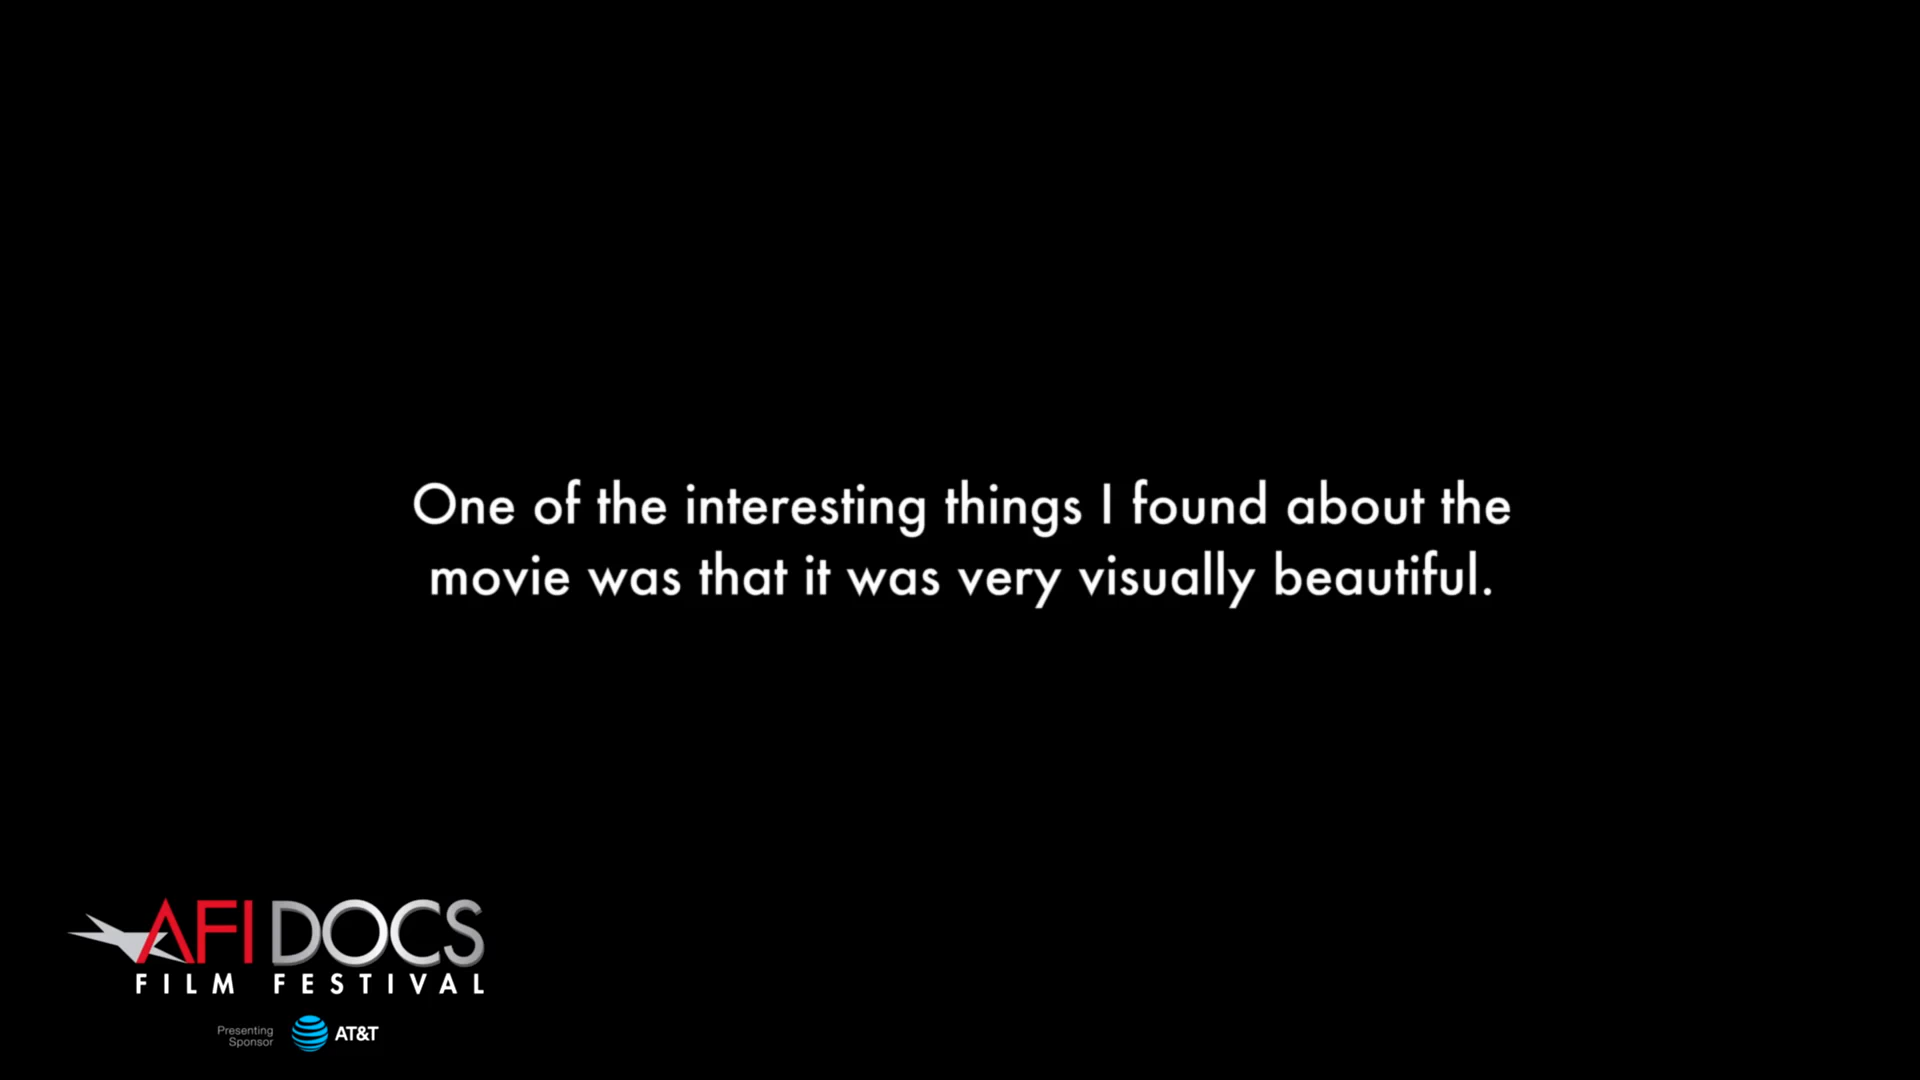 One of the interesting things I found about the
movie was that it was very visually beautiful.
AFI DOCS
FILM FESTIVAL
Presenting
Sponsor
AT&T